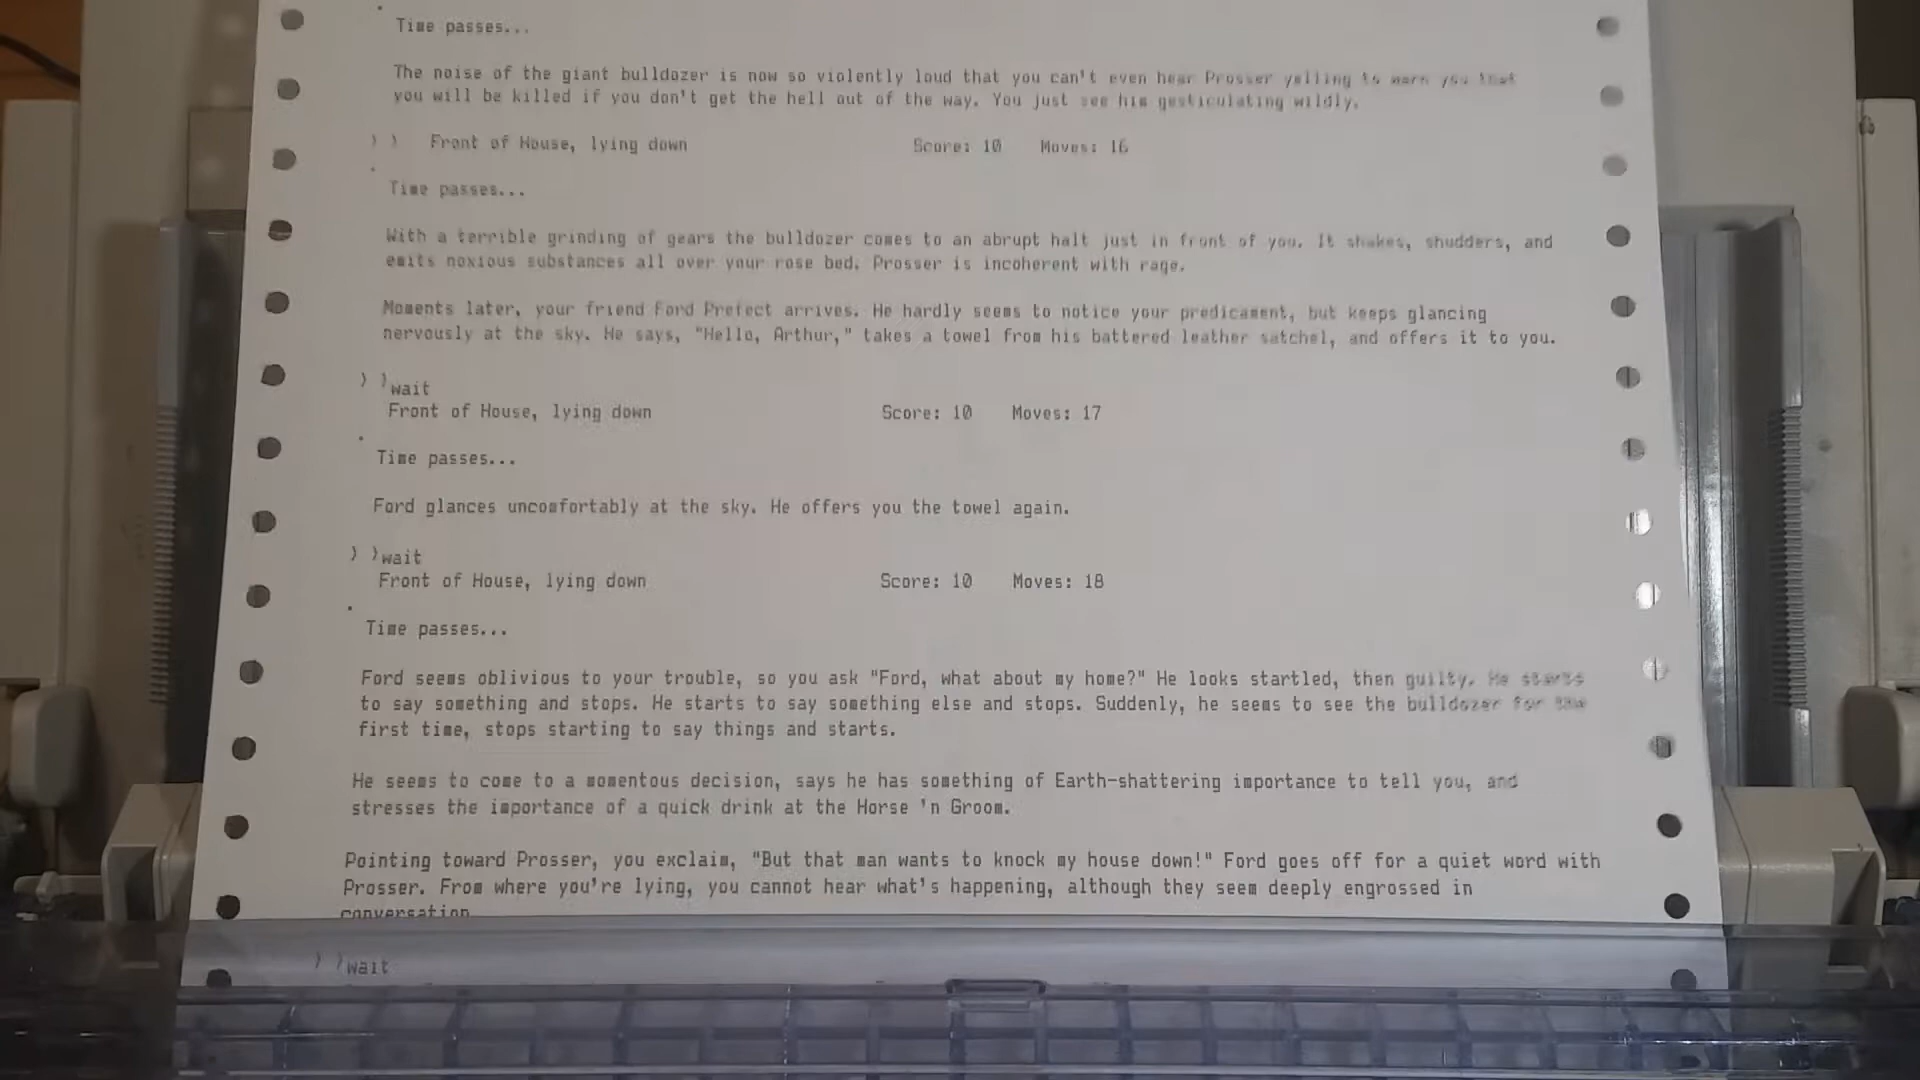 Time passes...
The noise of the giant bulldozer is now so violently loud that you can't even hear Prosser yelling to warn you that
you will be killed if you don't get the hell out of the way. You just see him gesticulating wildly.
> > Front of House, lying down Score: 10 Moves: 16
Time passes...
With a terrible grinding of gears the bulldozer comes to an abrupt halt just in front of you. It shakes, shudders, and
emits noxious substances all over your rose bed. Prosser is incoherent with rage.
Moments later, your friend Ford Prefect arrives. He hardly seems to notice your predicament, but keeps glancing
nervously at the sky. He says, "Hello, Arthur," takes a towel from his battered leather satchel, and offers it to you.
> >wait
Front of House, lying down Score: 10 Moves: 17
Time passes...
Ford glances uncomfortably at the sky. He offers you the towel again.
> >wait
Front of House, lying down Score: 10 Moves: 18
Time passes...
Ford seems oblivious to your trouble, so you ask "Ford, what about my home?" He looks startled, then guilty. He starts
to say something and stops. He starts to say something else and stops. Suddenly, he seems to see the bulldozer for the
first time, stops starting to say things and starts.
He seems to come to a momentous decision, says he has something of Earth-shattering importance to tell you, and
stresses the importance of a quick drink at the Horse 'n Groom.
Pointing toward Prosser, you exclaim, "But that man wants to knock my house down!" Ford goes off for a quiet word with
Prosser. From where you're lying, you cannot hear what's happening, although they seem deeply engrossed in
conversation
> >wait